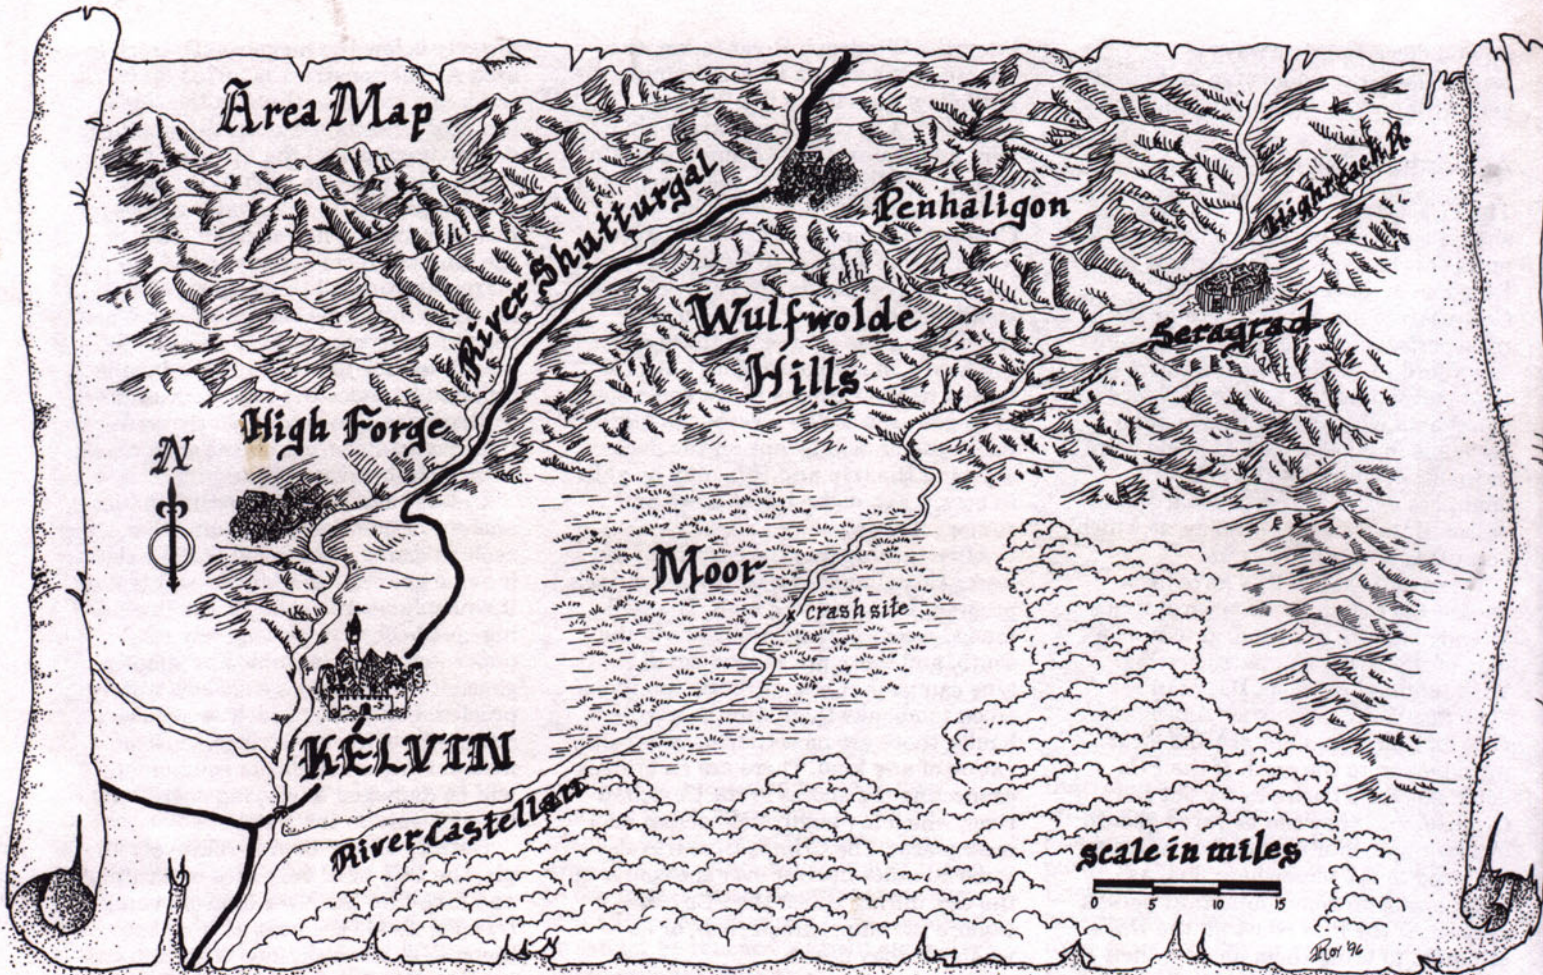 Area Map
River Shutturgal
Penhaligon
Highreach R.
Wulfwolde
Hills
Seragrad
High Forge
N
Moor
crash site
KELVIN
River Castellan
scale in miles
0 5 10 15
Roy '96